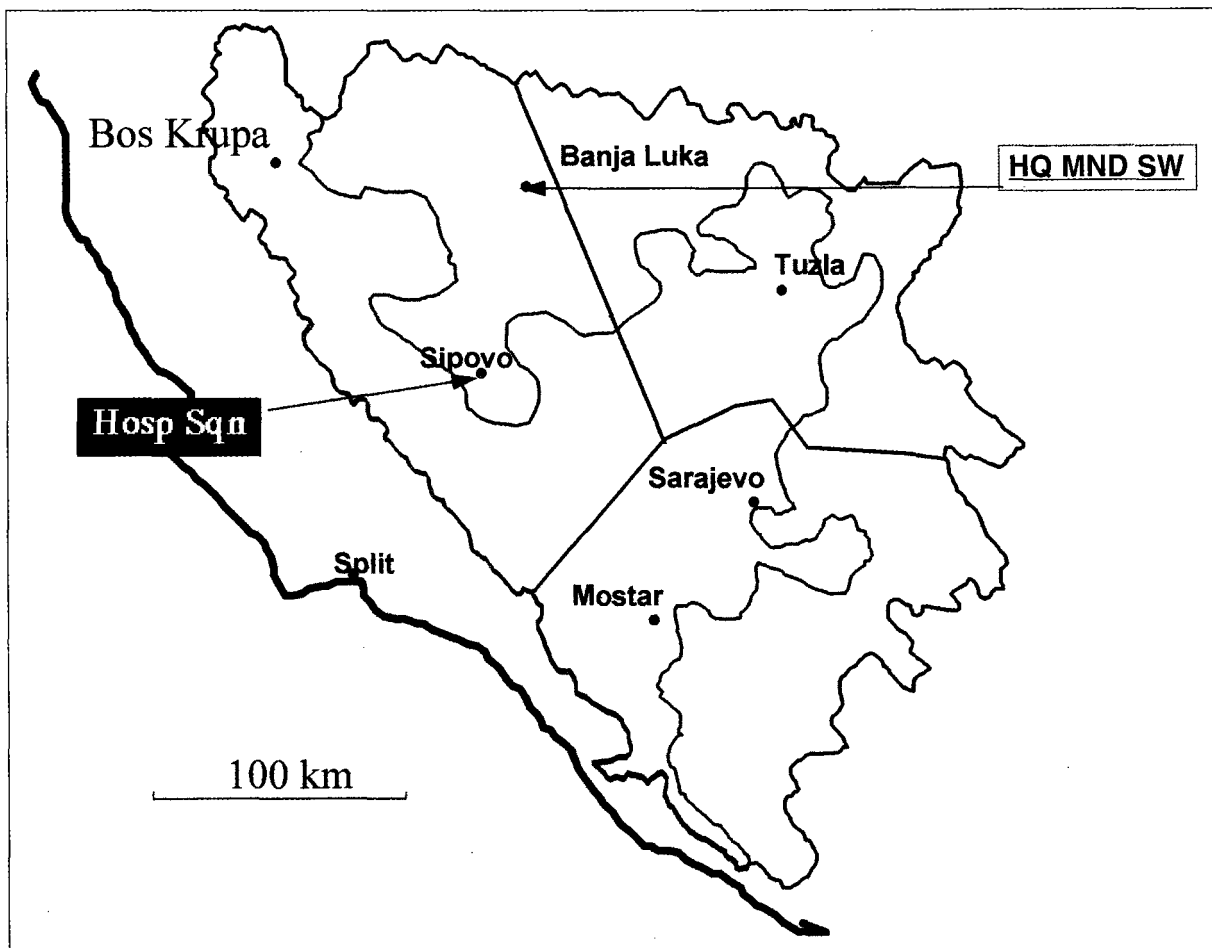 Bos Krupa
Banja Luka
HQ MND SW
Tuzla
Sipovo
Hosp Sqn
Sarajevo
Split
Mostar
100 km